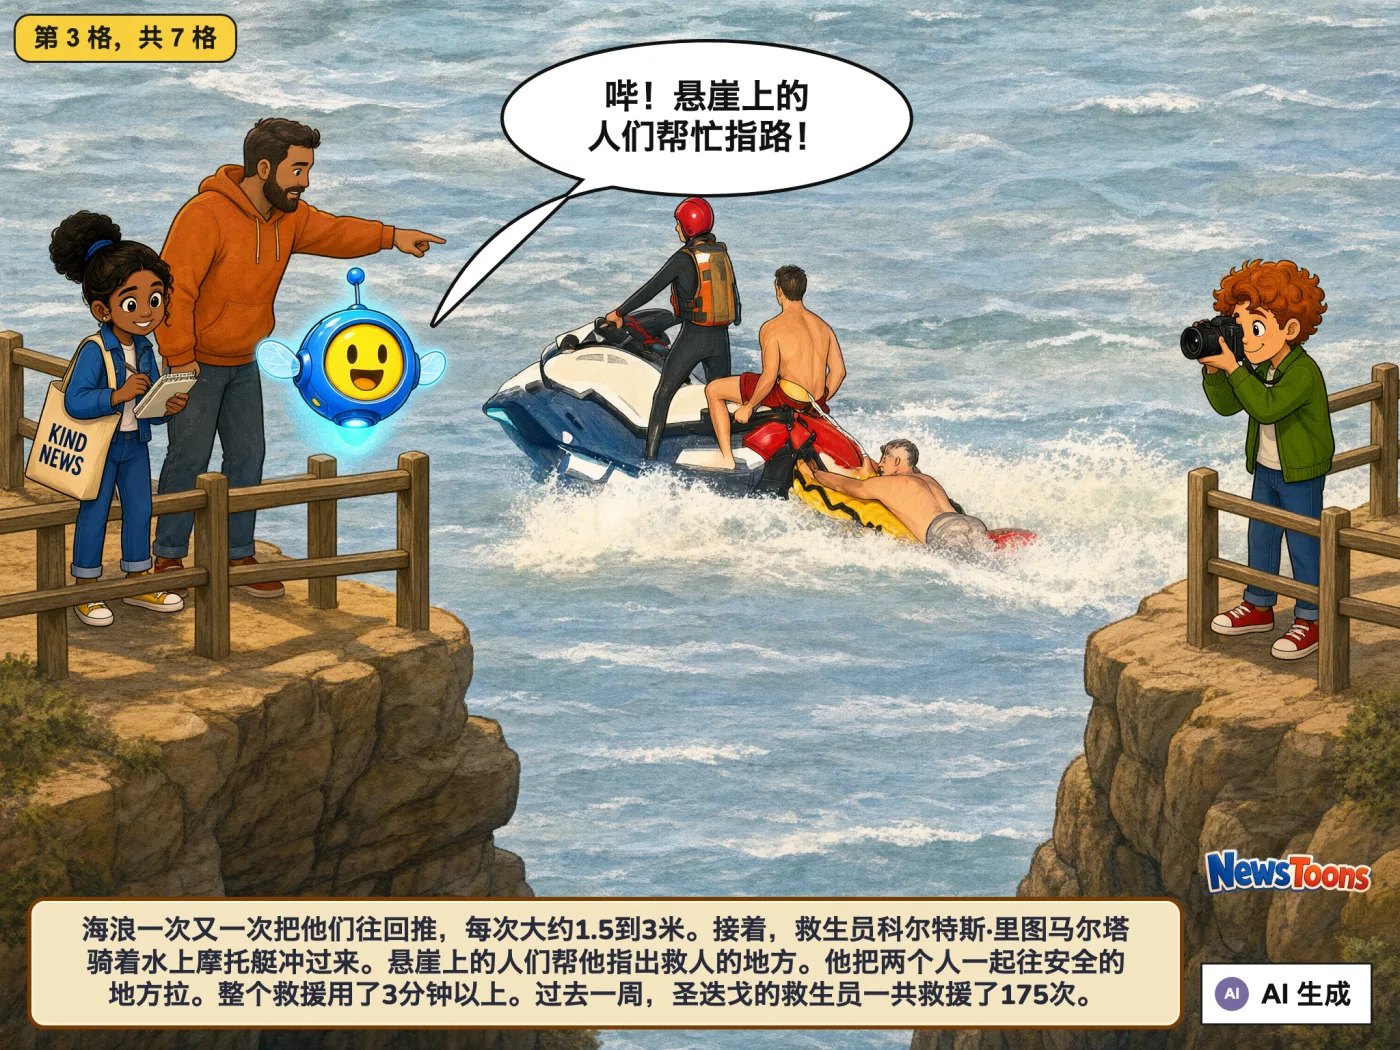 第 3 格，共 7 格
哔！悬崖上的
人们帮忙指路！
KIND
NEWS
NewsToons
海浪一次又一次把他们往回推，每次大约1.5到3米。接着，救生员科尔特斯·里图马尔塔
骑着水上摩托艇冲过来。悬崖上的人们帮他指出救人的地方。他把两个人一起往安全的
地方拉。整个救援用了3分钟以上。过去一周，圣迭戈的救生员一共救援了175次。
AI AI 生成